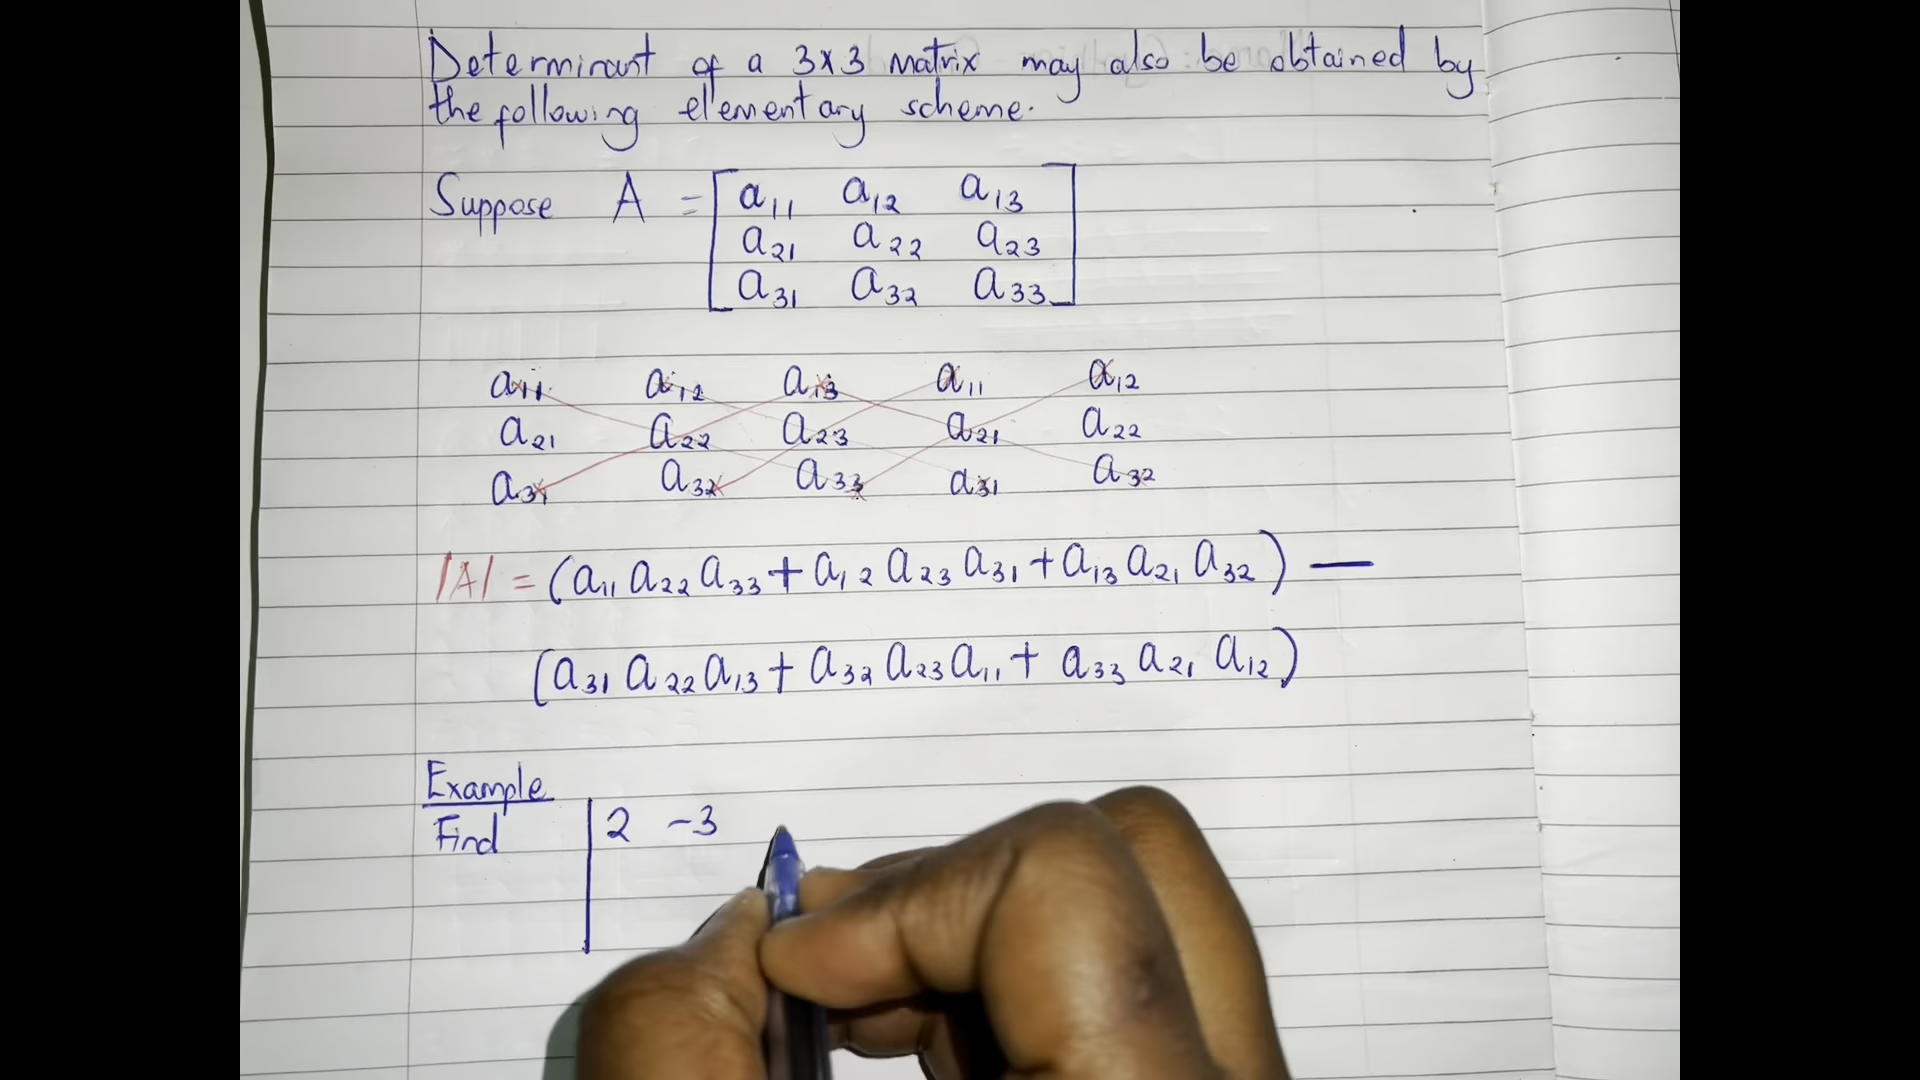 Determinant of a 3x3 matrix may also be obtained by
the following elementary scheme.
Suppose A = [a11 a12 a13
a21 a22 a23
a31 a32 a33]
a11 a12 a13 a11 a12
a21 a22 a23 a21 a22
a31 a32 a33 a31 a32
|A| = (a11 a22 a33 + a12 a23 a31 + a13 a21 a32) —
(a31 a22 a13 + a32 a23 a11 + a33 a21 a12)
Example
Find | 2 -3